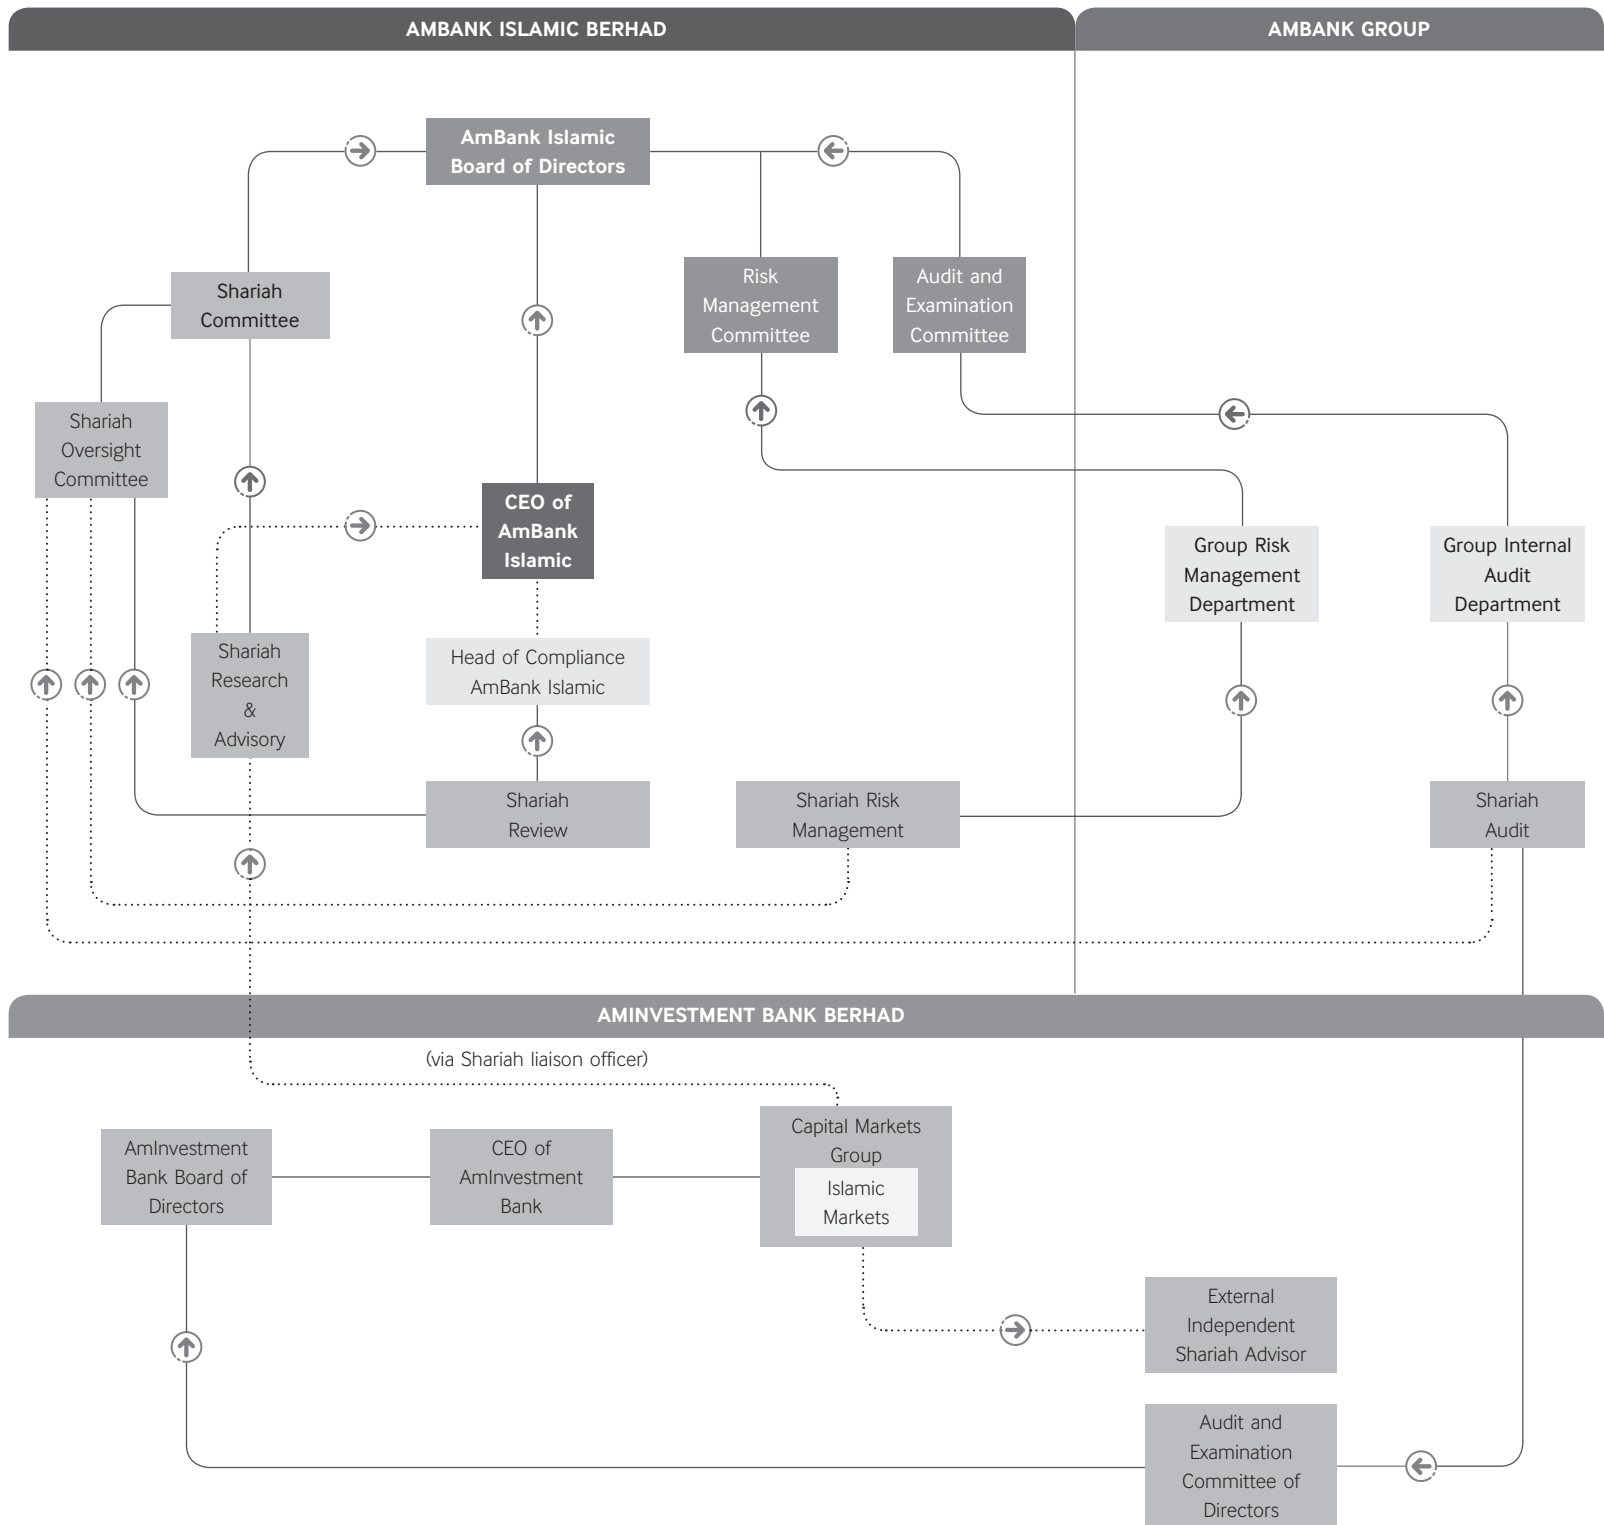 AMBANK ISLAMIC BERHAD
AMBANK GROUP
AmBank Islamic
Board of Directors
Shariah
Committee
Risk
Management
Committee
Audit and
Examination
Committee
Shariah
Oversight
Committee
CEO of
AmBank
Islamic
Group Risk
Management
Department
Group Internal
Audit
Department
Shariah
Research
&
Advisory
Head of Compliance
AmBank Islamic
Shariah
Review
Shariah Risk
Management
Shariah
Audit
AMINVESTMENT BANK BERHAD
(via Shariah liaison officer)
AmInvestment
Bank Board of
Directors
CEO of
AmInvestment
Bank
Capital Markets
Group
Islamic
Markets
External
Independent
Shariah Advisor
Audit and
Examination
Committee of
Directors